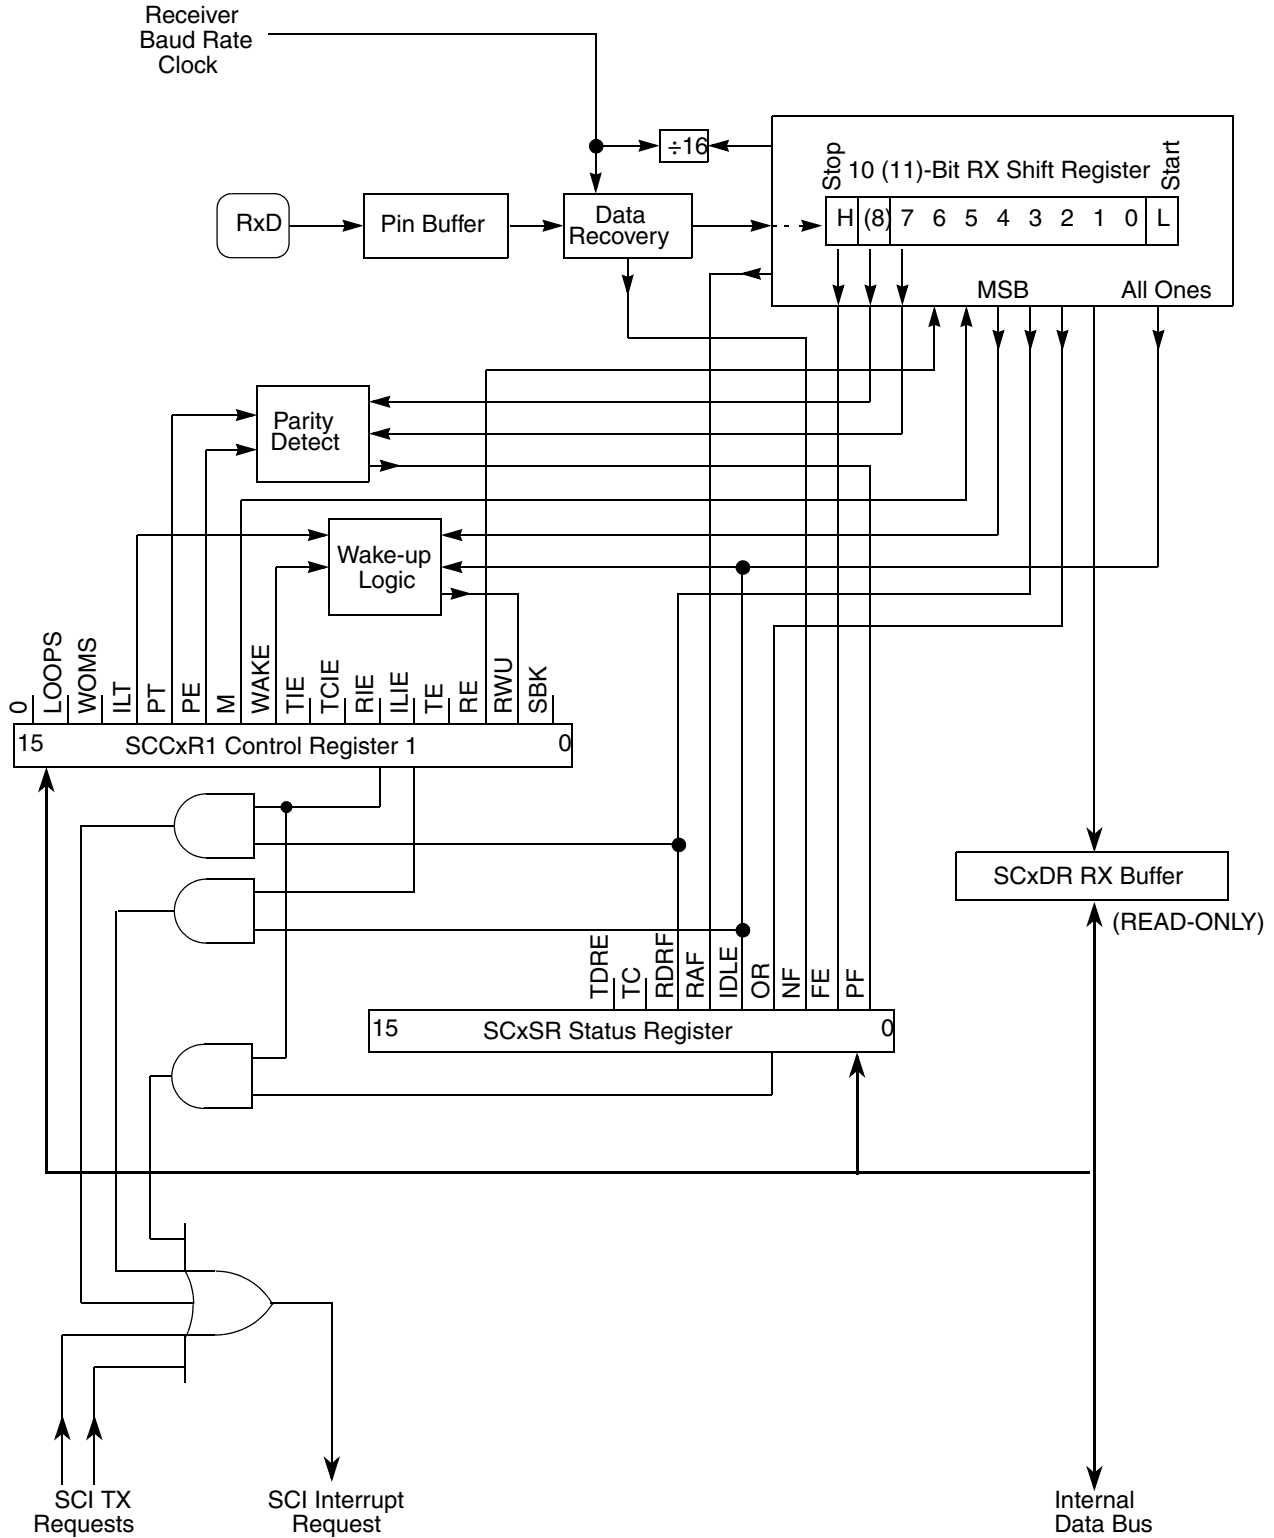 Receiver
Baud Rate
Clock
÷16
Stop
10 (11)-Bit RX Shift Register
Start
RxD
Pin Buffer
Data
Recovery
H (8) 7 6 5 4 3 2 1 0 L
MSB
All Ones
Parity
Detect
Wake-up
Logic
0
LOOPS
WOMS
ILT
PT
PE
M
WAKE
TIE
TCIE
RIE
ILIE
TE
RE
RWU
SBK
15 SCCxR1 Control Register 1 0
SCxDR RX Buffer
(READ-ONLY)
TDRE
TC
RDRF
RAF
IDLE
OR
NF
FE
PF
15 SCxSR Status Register 0
SCI TX
Requests
SCI Interrupt
Request
Internal
Data Bus